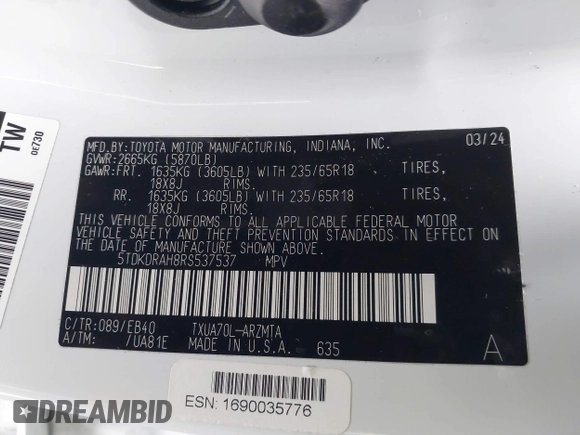 TW
0E730
MFD.BY:TOYOTA MOTOR MANUFACTURING, INDIANA, INC. 03/24
GVWR:2665KG (5870LB)
GAWR:FRT. 1635KG (3605LB) WITH 235/65R18 TIRES,
18X8J RIMS.
RR. 1635KG (3605LB) WITH 235/65R18 TIRES,
18X8J RIMS.
THIS VEHICLE CONFORMS TO ALL APPLICABLE FEDERAL MOTOR
VEHICLE SAFETY AND THEFT PREVENTION STANDARDS IN EFFECT ON
THE DATE OF MANUFACTURE SHOWN ABOVE.
5TDKDRAH8RS537537 MPV
C/TR:089/EB40 TXUA70L-ARZMTA
A/TM: /UA81E MADE IN U.S.A. 635 A
ESN: 1690035776
DREAMBID